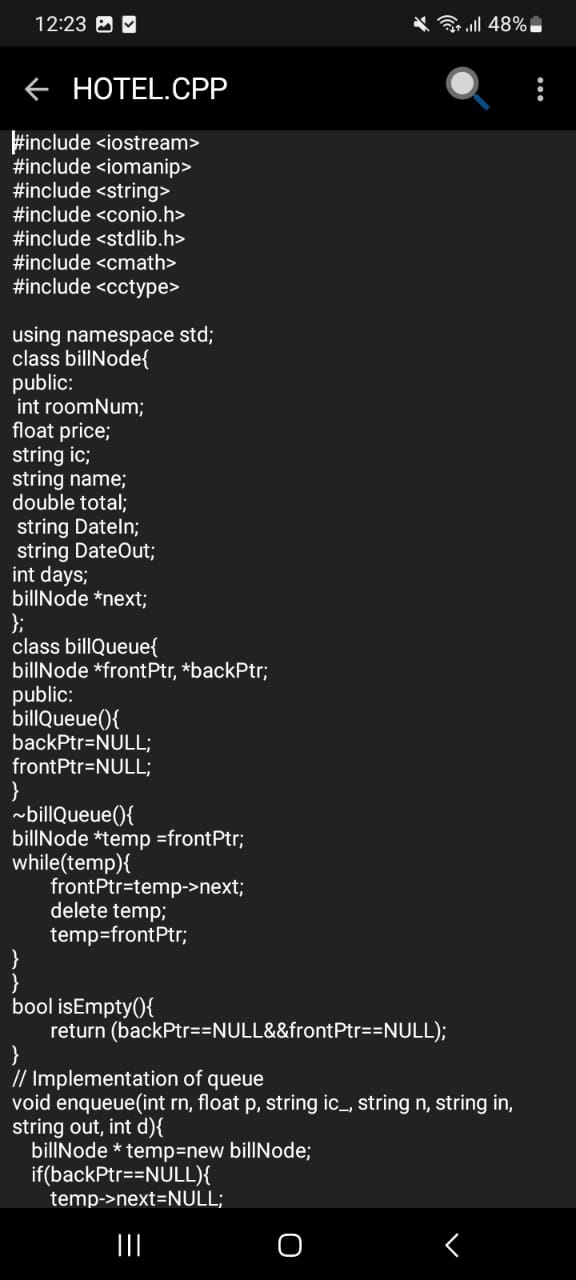 12:23 48%
HOTEL.CPP
#include <iostream>
#include <iomanip>
#include <string>
#include <conio.h>
#include <stdlib.h>
#include <cmath>
#include <cctype>
using namespace std;
class billNode{
public:
int roomNum;
float price;
string ic;
string name;
double total;
string DateIn;
string DateOut;
int days;
billNode *next;
};
class billQueue{
billNode *frontPtr, *backPtr;
public:
billQueue(){
backPtr=NULL;
frontPtr=NULL;
}
~billQueue(){
billNode *temp =frontPtr;
while(temp){
frontPtr=temp->next;
delete temp;
temp=frontPtr;
}
}
bool isEmpty(){
return (backPtr==NULL&&frontPtr==NULL);
}
// Implementation of queue
void enqueue(int rn, float p, string ic_, string n, string in,
string out, int d){
billNode * temp=new billNode;
if(backPtr==NULL){
temp->next=NULL;